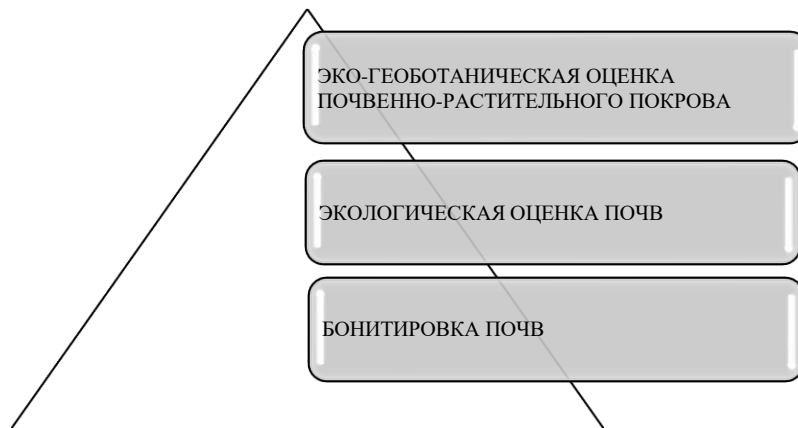 ЭКО-ГЕОБОТАНИЧЕСКАЯ ОЦЕНКА
ПОЧВЕННО-РАСТИТЕЛЬНОГО ПОКРОВА
ЭКОЛОГИЧЕСКАЯ ОЦЕНКА ПОЧВ
БОНИТИРОВКА ПОЧВ